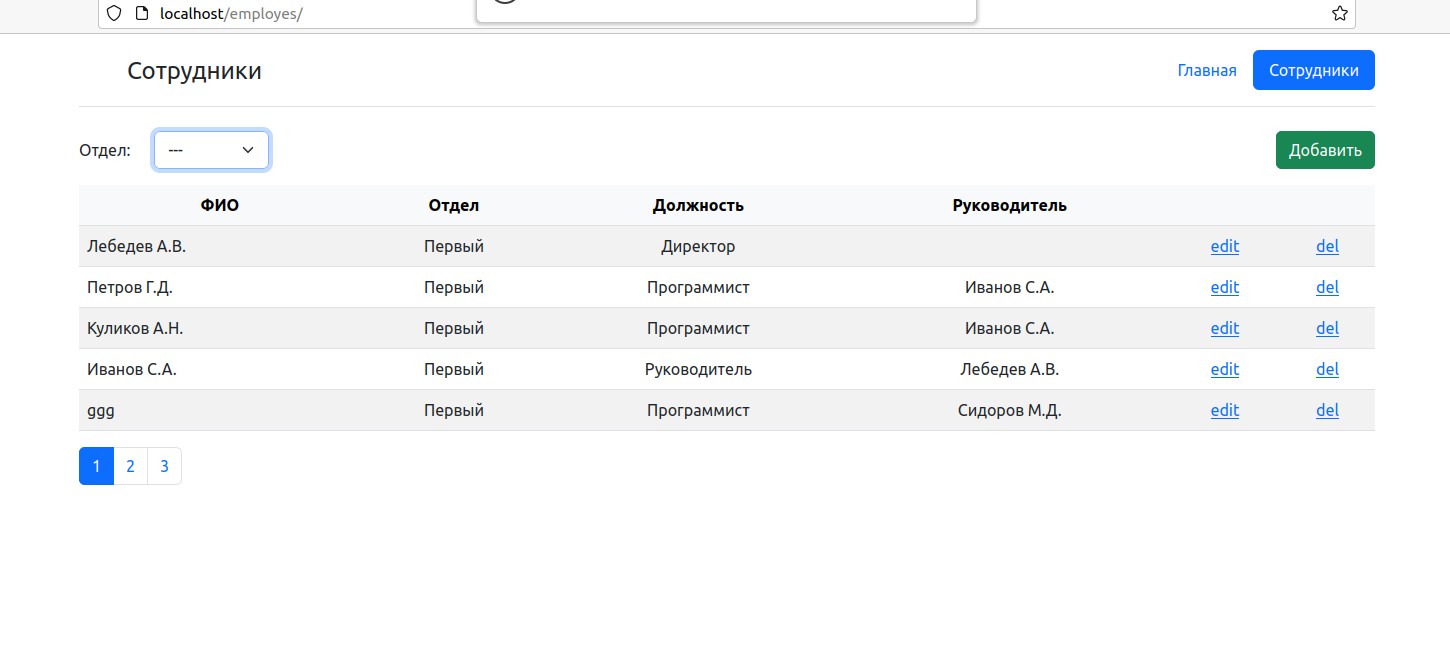 localhost/employes/
Сотрудники Главная Сотрудники
Отдел: --- Добавить
ФИО Отдел Должность Руководитель
Лебедев А.В. Первый Директор edit del
Петров Г.Д. Первый Программист Иванов С.А. edit del
Куликов А.Н. Первый Программист Иванов С.А. edit del
Иванов С.А. Первый Руководитель Лебедев А.В. edit del
ggg Первый Программист Сидоров М.Д. edit del
1 2 3